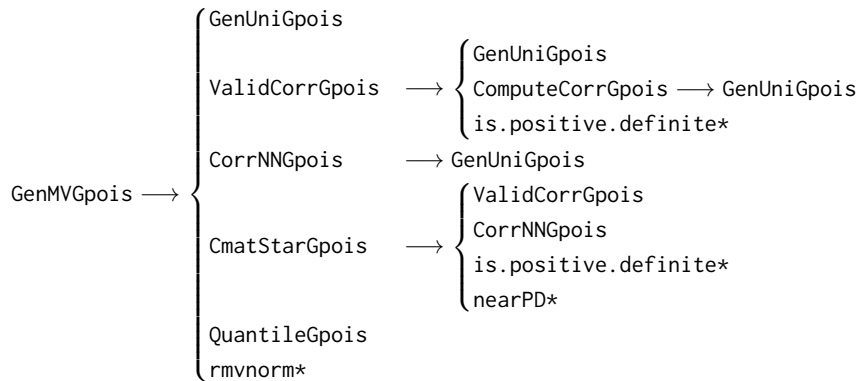 GenUniGpois
GenUniGpois
ValidCorrGpois ⟶ ComputeCorrGpois ⟶ GenUniGpois
is.positive.definite*
CorrNNGpois ⟶ GenUniGpois
GenMVGpois ⟶
ValidCorrGpois
CorrNNGpois
CmatStarGpois ⟶
is.positive.definite*
nearPD*
QuantileGpois
rmvnorm*